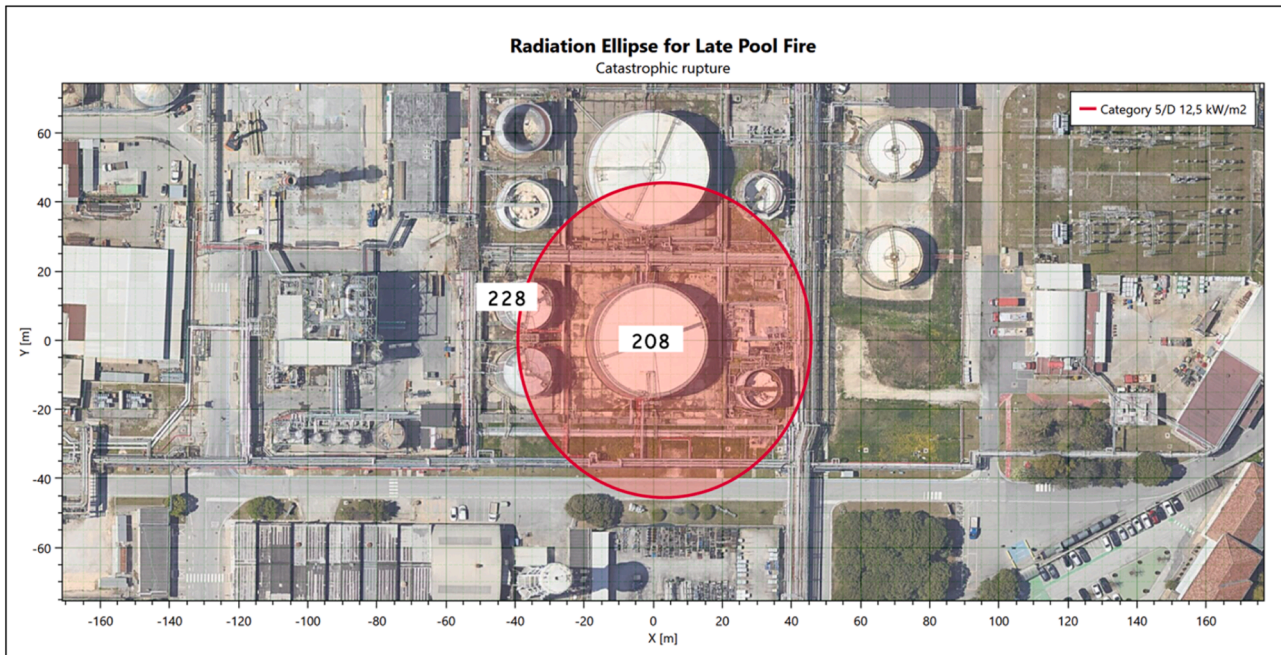 Radiation Ellipse for Late Pool Fire
Catastrophic rupture
Category 5/D 12,5 kW/m2
60
40
20
0
-20
-40
-60
Y [m]
228
208
-160 -140 -120 -100 -80 -60 -40 -20 0 20 40 60 80 100 120 140 160
X [m]